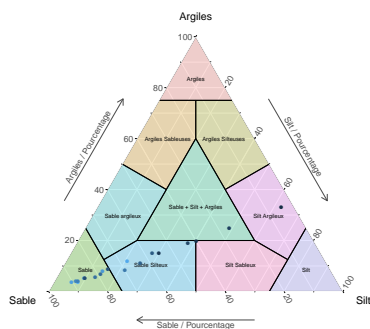 Argiles
100
Argiles
80
20
Argiles / Pourcentage
Silt / Pourcentage
60
Argiles Sableuses
Argiles Silteuses
40
40
Sable argileux
Sable + Silt + Argiles
Silt Argileux
60
20
80
Sable
Sable Silteux
Silt Sableux
Silt
Sable
100
80
60
40
20
100
Silt
Sable / Pourcentage